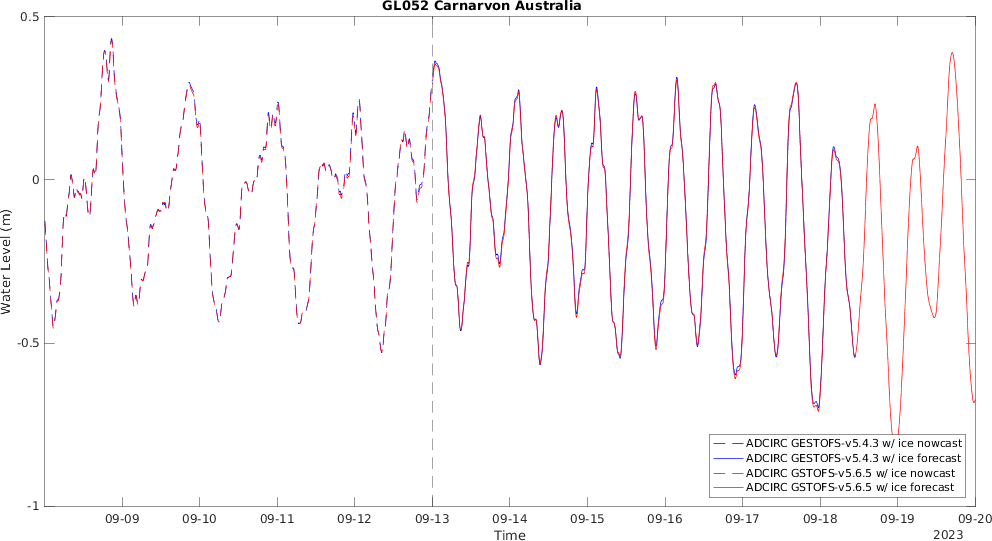 GL052 Carnarvon Australia
0.5
0
-0.5
-1
Water Level (m)
ADCIRC GESTOFS-v5.4.3 w/ ice nowcast
ADCIRC GESTOFS-v5.4.3 w/ ice forecast
ADCIRC GSTOFS-v5.6.5 w/ ice nowcast
ADCIRC GSTOFS-v5.6.5 w/ ice forecast
09-09 09-10 09-11 09-12 09-13 09-14 09-15 09-16 09-17 09-18 09-19 09-20
Time
2023